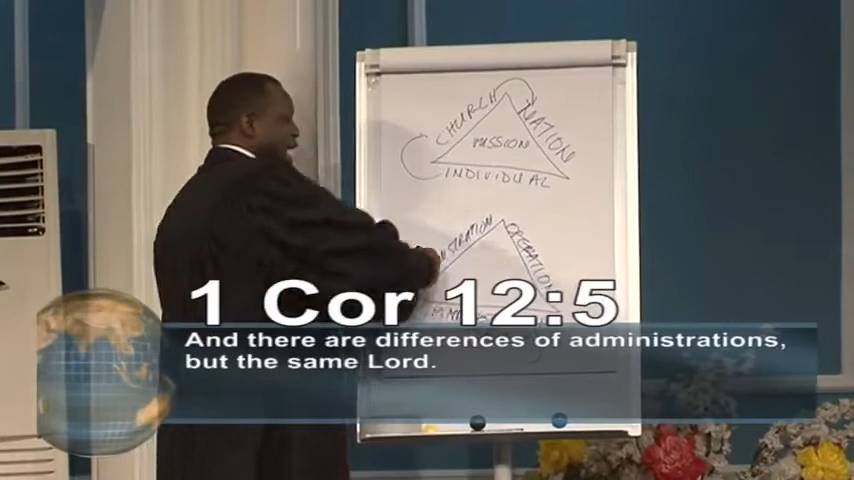 CHURCH
NATION
MISSION
INDIVIDUAL
OPERATION
1 Cor 12:5
And there are differences of administrations,
but the same Lord.